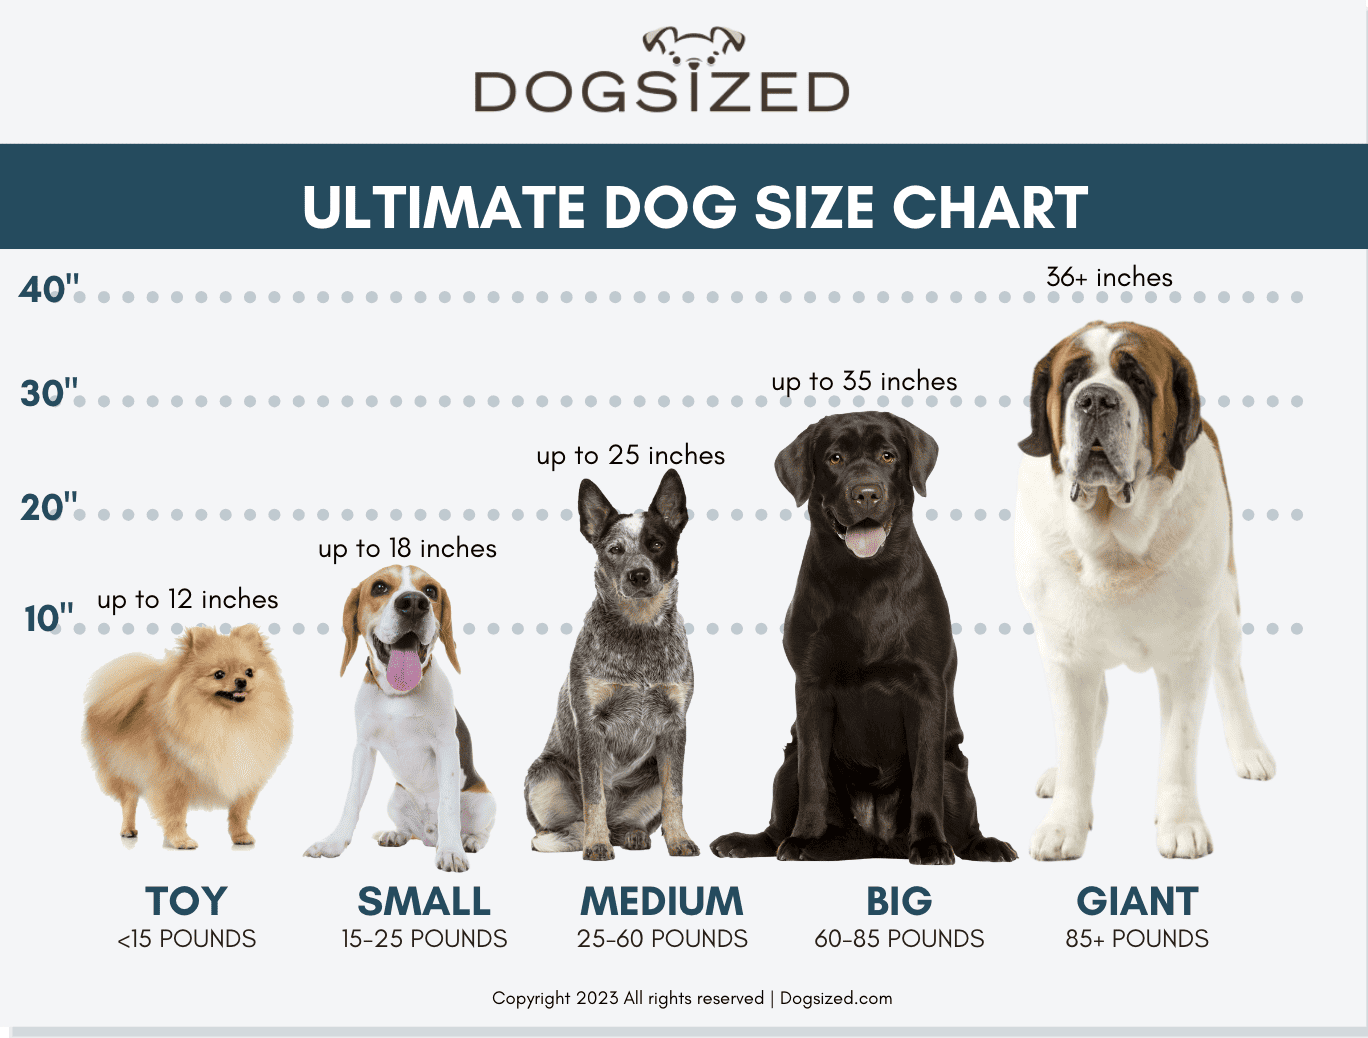 DOGSIZED
ULTIMATE DOG SIZE CHART
40"
36+ inches
30"
up to 35 inches
up to 25 inches
20"
up to 18 inches
10"
up to 12 inches
TOY
<15 POUNDS
SMALL
15-25 POUNDS
MEDIUM
25-60 POUNDS
BIG
60-85 POUNDS
GIANT
85+ POUNDS
Copyright 2023 All rights reserved | Dogsized.com